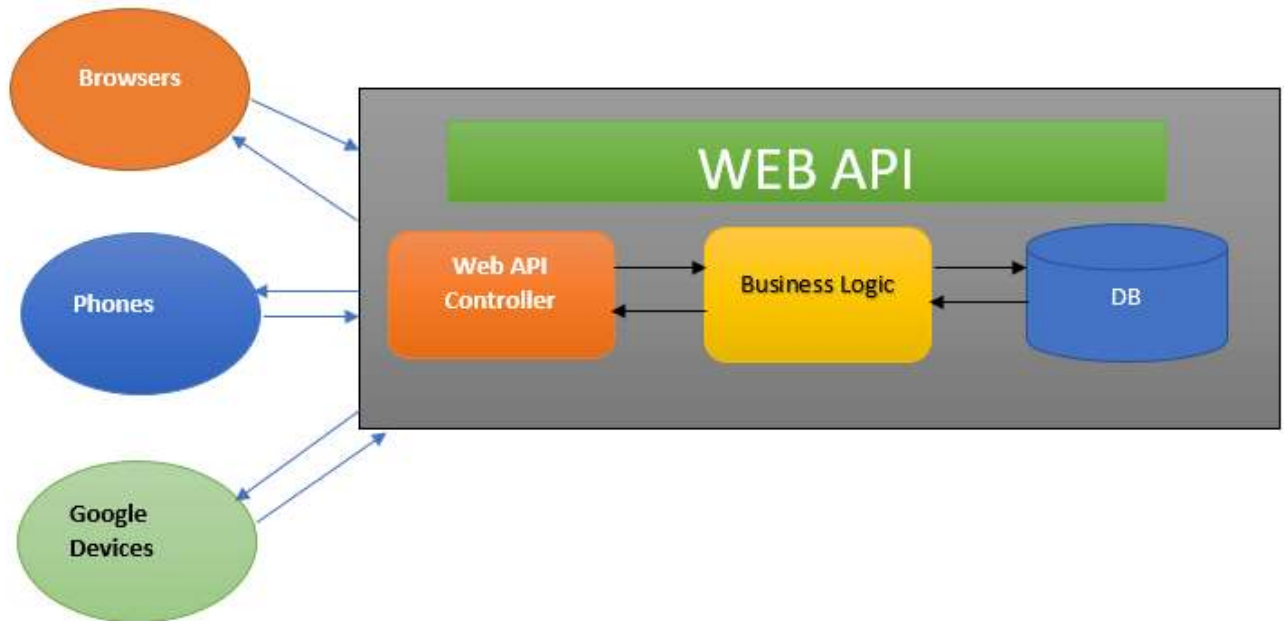 Browsers
WEB API
Web API
Controller
Business Logic
DB
Phones
Google
Devices